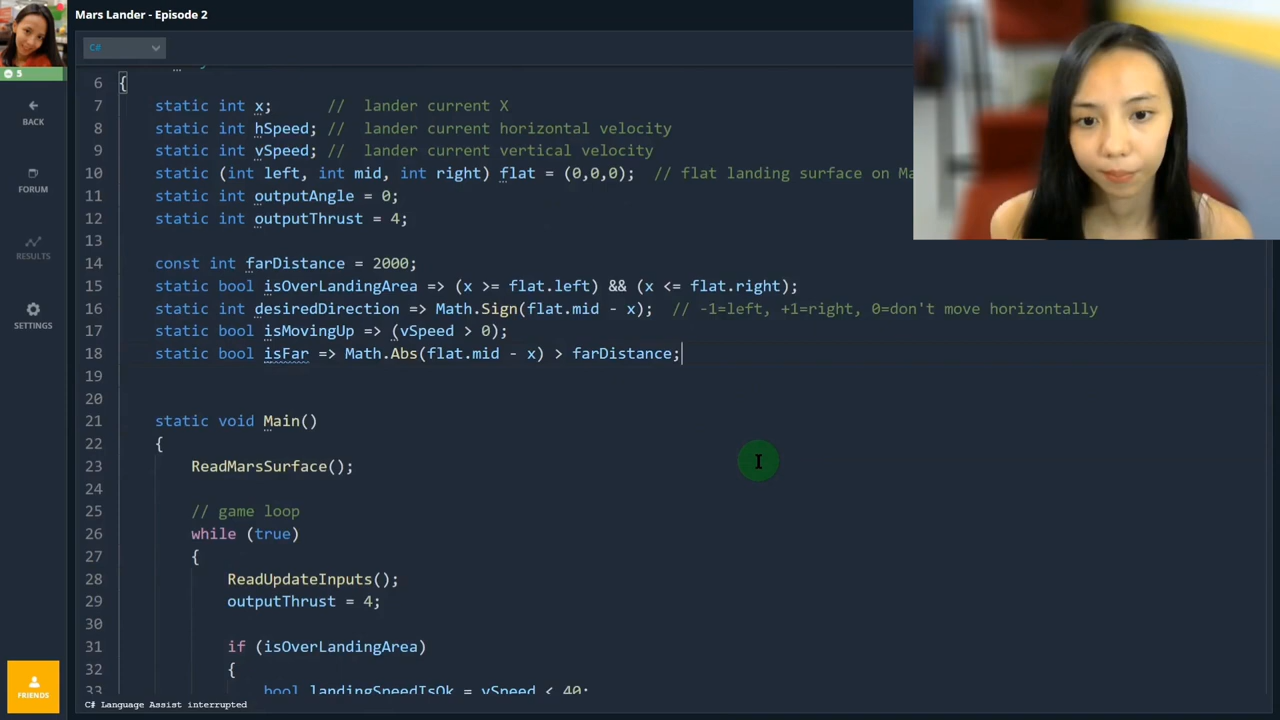 Mars Lander - Episode 2
C#
5
BACK
FORUM
RESULTS
SETTINGS
FRIENDS
6 {
7 static int x; // lander current X
8 static int hSpeed; // lander current horizontal velocity
9 static int vSpeed; // lander current vertical velocity
10 static (int left, int mid, int right) flat = (0,0,0); // flat landing surface on Ma
11 static int outputAngle = 0;
12 static int outputThrust = 4;
13
14 const int farDistance = 2000;
15 static bool isOverLandingArea => (x >= flat.left) && (x <= flat.right);
16 static int desiredDirection => Math.Sign(flat.mid - x); // -1=left, +1=right, 0=don't move horizontally
17 static bool isMovingUp => (vSpeed > 0);
18 static bool isFar => Math.Abs(flat.mid - x) > farDistance;
19
20
21 static void Main()
22 {
23 ReadMarsSurface();
24
25 // game loop
26 while (true)
27 {
28 ReadUpdateInputs();
29 outputThrust = 4;
30
31 if (isOverLandingArea)
32 {
33 bool landingSpeedIsOk = vSpeed < 40;
C# Language Assist interrupted